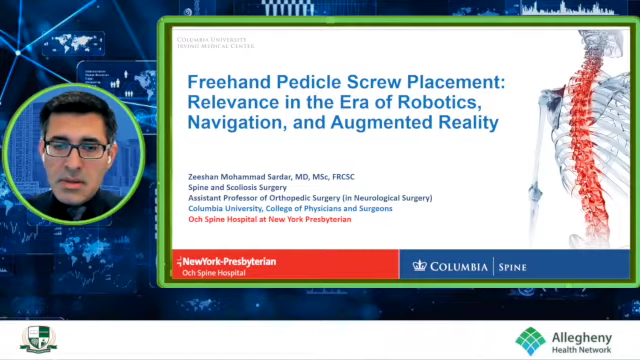 COLUMBIA UNIVERSITY
IRVING MEDICAL CENTER
Freehand Pedicle Screw Placement:
Relevance in the Era of Robotics,
Navigation, and Augmented Reality
Zeeshan Mohammad Sardar, MD, MSc, FRCSC
Spine and Scoliosis Surgery
Assistant Professor of Orthopedic Surgery (in Neurological Surgery)
Columbia University, College of Physicians and Surgeons
Och Spine Hospital at New York Presbyterian
NewYork-Presbyterian
Och Spine Hospital
COLUMBIA SPINE
Allegheny
Health Network